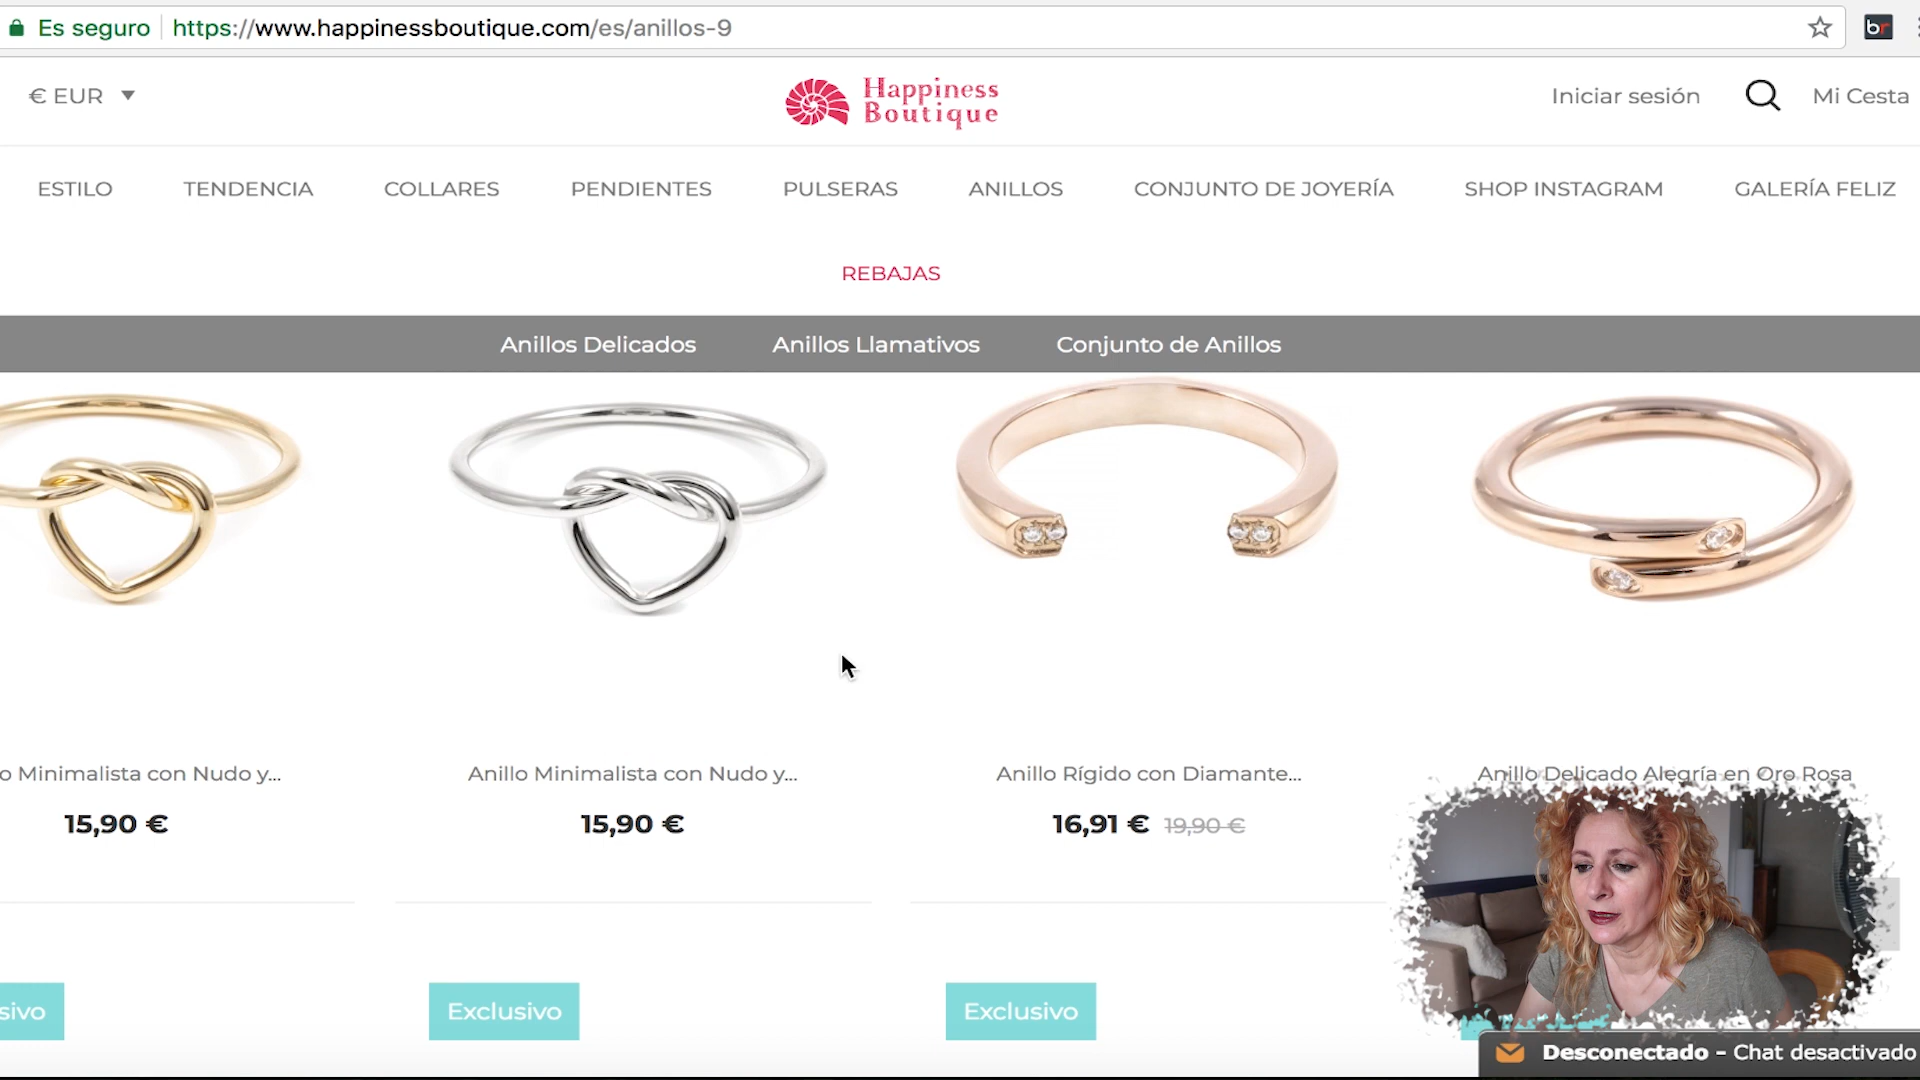 Es seguro https://www.happinessboutique.com/es/anillos-9
br
€ EUR
Happiness
Boutique
Iniciar sesión
Mi Cesta
ESTILO
TENDENCIA
COLLARES
PENDIENTES
PULSERAS
ANILLOS
CONJUNTO DE JOYERÍA
SHOP INSTAGRAM
GALERÍA FELIZ
REBAJAS
Anillos Delicados
Anillos Llamativos
Conjunto de Anillos
o Minimalista con Nudo y...
Anillo Minimalista con Nudo y...
Anillo Rígido con Diamante...
Anillo Delicado Alegría en Oro Rosa
15,90 €
15,90 €
16,91 € 19,90 €
sivo
Exclusivo
Exclusivo
Desconectado - Chat desactivado